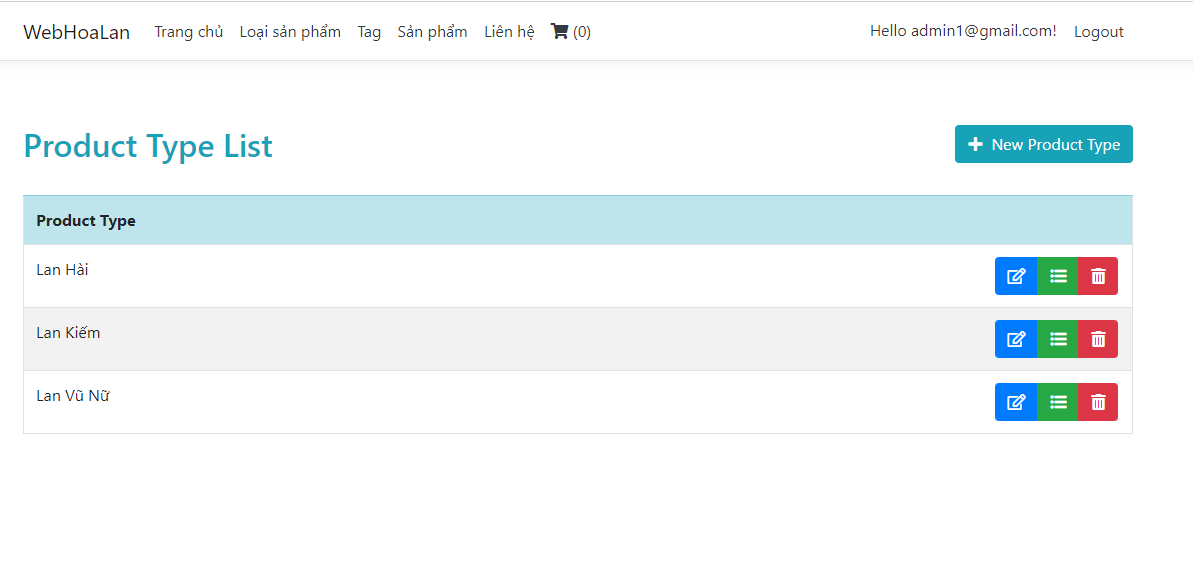 WebHoaLan Trang chủ Loại sản phẩm Tag Sản phẩm Liên hệ (0) Hello admin1@gmail.com! Logout
Product Type List New Product Type
Product Type
Lan Hài
Lan Kiếm
Lan Vũ Nữ